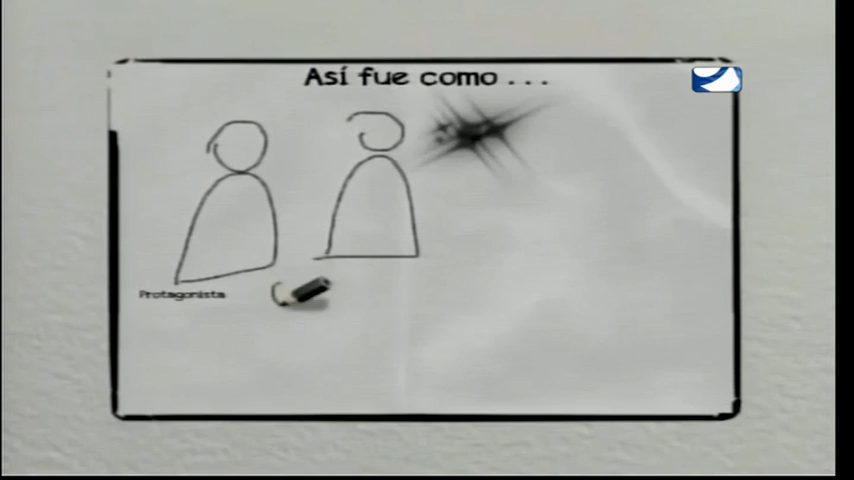 Así fue como . . .
Protagonista